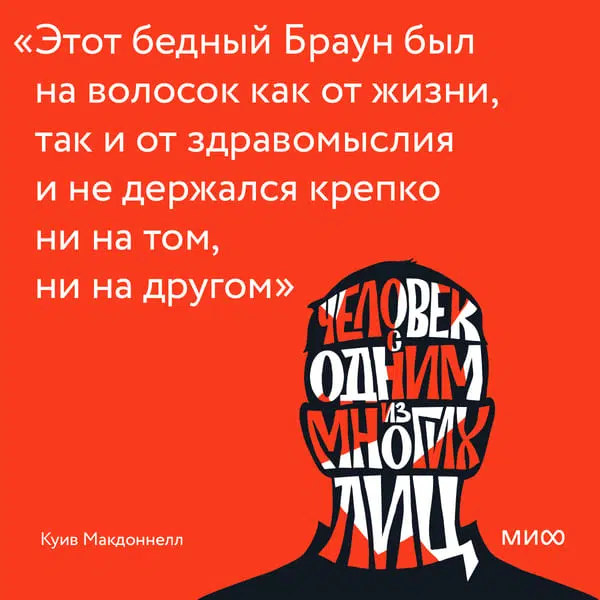 «Этот бедный Браун был
на волосок как от жизни,
так и от здравомыслия
и не держался крепко
ни на том,
ни на другом»
ЧЕЛОВЕК
С
ОДНИМ
ИЗ
МНОГИХ
ЛИЦ
Куив Макдоннелл
МИФ